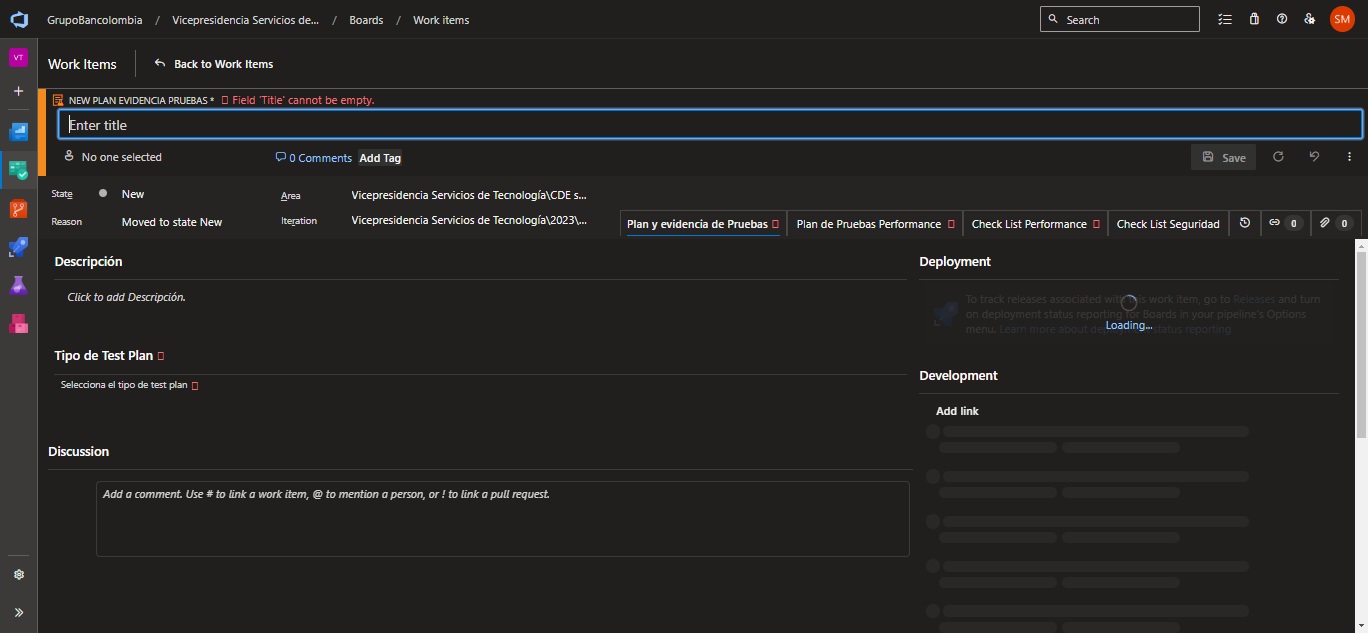 GrupoBancolombia / Vicepresidencia Servicios de... / Boards / Work items
Search
SM
VT
Work Items
Back to Work Items
NEW PLAN EVIDENCIA PRUEBAS * Field 'Title' cannot be empty.
Enter title
No one selected
0 Comments
Add Tag
Save
State
New
Area
Vicepresidencia Servicios de Tecnología\CDE s...
Reason
Moved to state New
Iteration
Vicepresidencia Servicios de Tecnología\2023\...
Plan y evidencia de Pruebas
Plan de Pruebas Performance
Check List Performance
Check List Seguridad
0
0
Descripción
Click to add Descripción.
Tipo de Test Plan
Selecciona el tipo de test plan
Discussion
Add a comment. Use # to link a work item, @ to mention a person, or ! to link a pull request.
Deployment
To track releases associated with this work item, go to Releases and turn
on deployment status reporting for Boards in your pipeline's Options
menu. Learn more about deployment status reporting
Loading...
Development
Add link